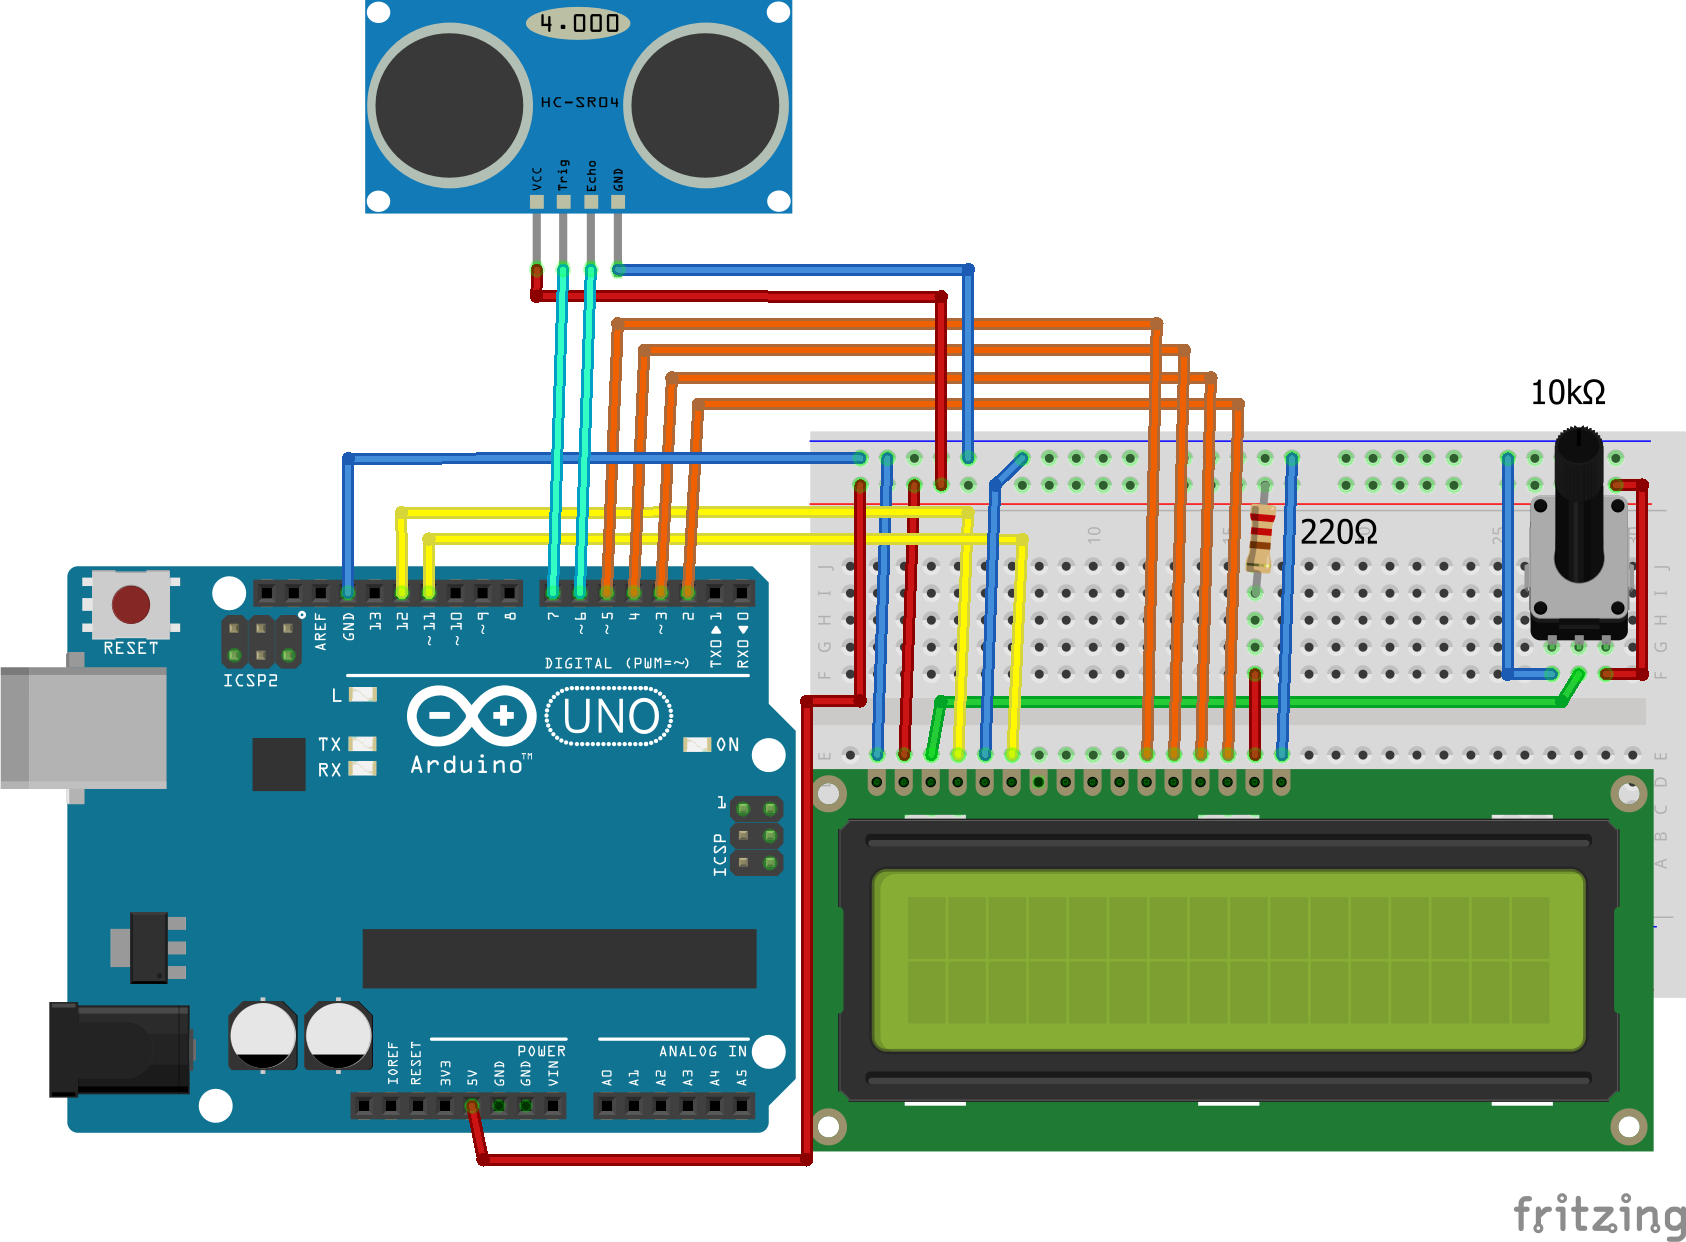 4.000
HC-SR04
VCC
Trig
Echo
GND
10kΩ
220Ω
10
15
25
30
J
I
H
G
F
E
J
I
H
G
F
E
D
C
B
A
RESET
ICSP2
AREF
GND
13
12
~11
~10
~9
8
7
~6
~5
4
~3
2
TX0▶1
RX0◀0
DIGITAL (PWM=~)
L
TX
RX
UNO
ON
Arduino™
1
ICSP
IOREF
RESET
3V3
5V
GND
GND
VIN
POWER
ANALOG IN
A0
A1
A2
A3
A4
A5
fritzing